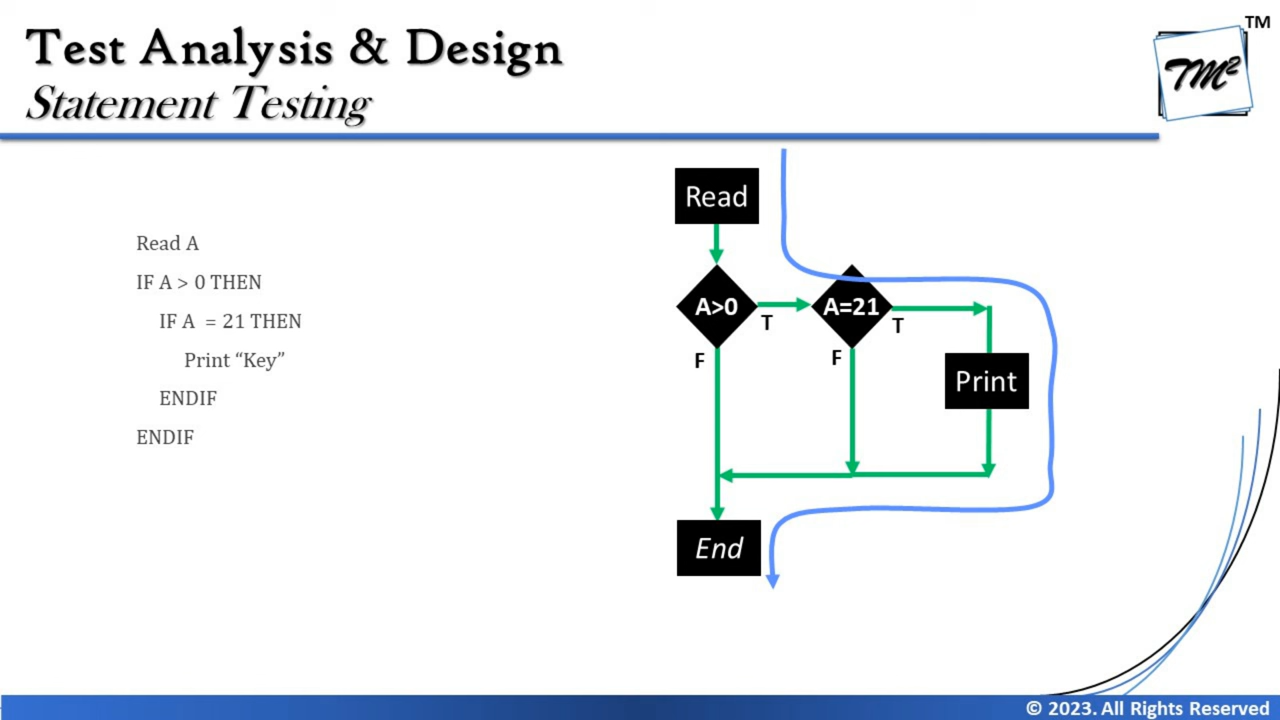 Test Analysis & Design
TM
Statement Testing
TM²
Read A
IF A > 0 THEN
IF A = 21 THEN
Print “Key”
ENDIF
ENDIF
Read
A>0
T
A=21
T
F
F
Print
End
© 2023. All Rights Reserved